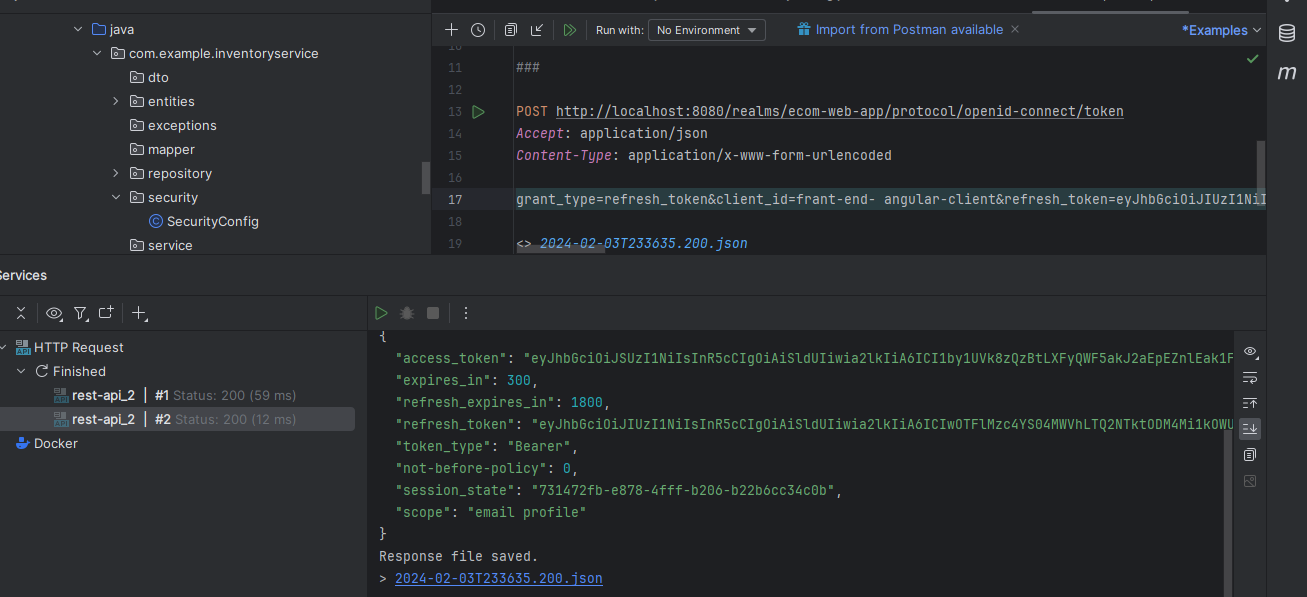 java
com.example.inventoryservice
dto
entities
exceptions
mapper
repository
security
SecurityConfig
service
Run with: No Environment
Import from Postman available
*Examples
m
11 ###
12
13 POST http://localhost:8080/realms/ecom-web-app/protocol/openid-connect/token
14 Accept: application/json
15 Content-Type: application/x-www-form-urlencoded
16
17 grant_type=refresh_token&client_id=frant-end- angular-client&refresh_token=eyJhbGciOiJIUzI1NiI
18
19 <> 2024-02-03T233635.200.json
Services
HTTP Request
Finished
rest-api_2 | #1 Status: 200 (59 ms)
rest-api_2 | #2 Status: 200 (12 ms)
Docker
{
"access_token": "eyJhbGciOiJSUzI1NiIsInR5cCIgOiAiSldUIiwia2lkIiA6ICI1by1UVk8zQzBtLXFyQWF5akJ2aEpEZnlEak1F
"expires_in": 300,
"refresh_expires_in": 1800,
"refresh_token": "eyJhbGciOiJIUzI1NiIsInR5cCIgOiAiSldUIiwia2lkIiA6ICIwOTFlMzc4YS04MWVhLTQ2NTktODM4Mi1kOWU
"token_type": "Bearer",
"not-before-policy": 0,
"session_state": "731472fb-e878-4fff-b206-b22b6cc34c0b",
"scope": "email profile"
}
Response file saved.
> 2024-02-03T233635.200.json